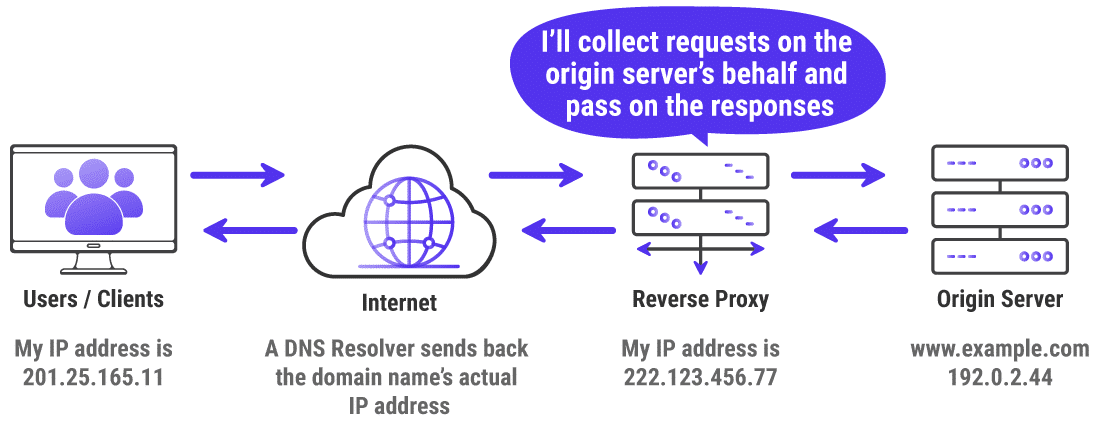 I’ll collect requests on the
origin server’s behalf and
pass on the responses
Users / Clients
My IP address is
201.25.165.11
Internet
A DNS Resolver sends back
the domain name’s actual
IP address
Reverse Proxy
My IP address is
222.123.456.77
Origin Server
www.example.com
192.0.2.44